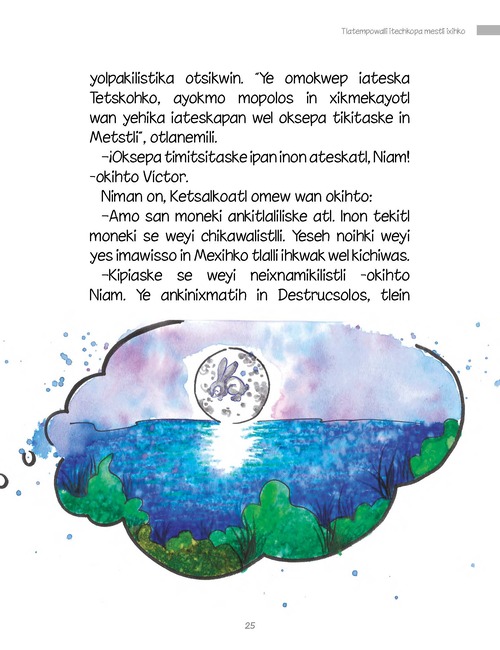 Tlatempowalli itechkopa mestli ixihko
yolpakilistika otsikwin. "Ye omokwep iateska
Tetskohko, ayokmo mopolos in xikmekayotl
wan yehika iateskapan wel oksepa tikitaske in
Metstli", otlanemili.
–¡Oksepa timitsitaske ipan inon ateskatl, Niam!
-okihto Victor.
Niman on, Ketsalkoatl omew wan okihto:
–Amo san moneki ankitlaliliske atl. Inon tekitl
moneki se weyi chikawalistlli. Yeseh noihki weyi
yes imawisso in Mexihko tlalli ihkwak wel kichiwas.
–Kipiaske se weyi neixnamikilistli -okihto
Niam. Ye ankinixmatih in Destrucsolos, tlein
25